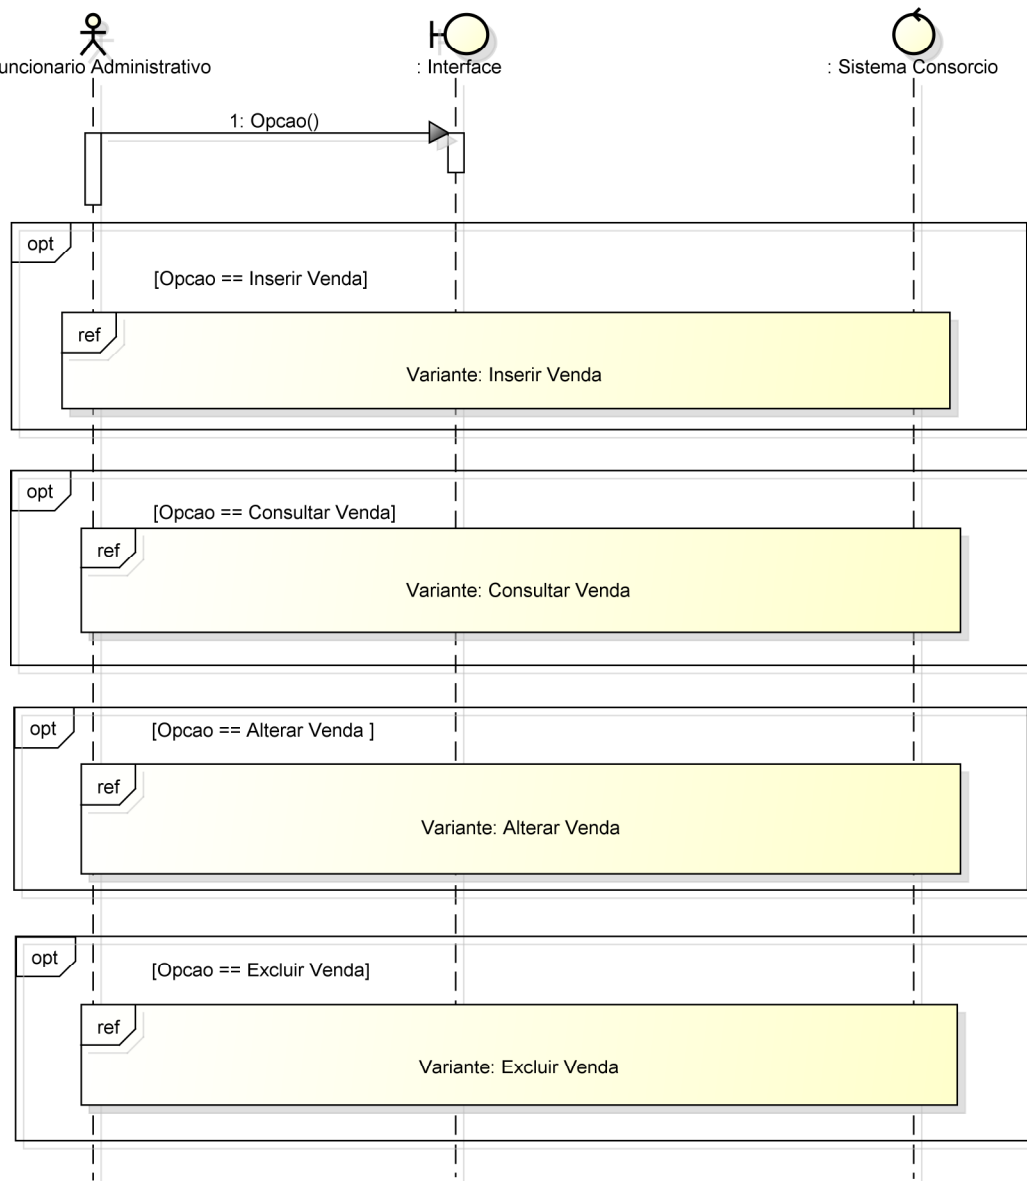 uncionario Administrativo
: Interface
: Sistema Consorcio
1: Opcao()
opt
[Opcao == Inserir Venda]
ref
Variante: Inserir Venda
opt
[Opcao == Consultar Venda]
ref
Variante: Consultar Venda
opt
[Opcao == Alterar Venda ]
ref
Variante: Alterar Venda
opt
[Opcao == Excluir Venda]
ref
Variante: Excluir Venda